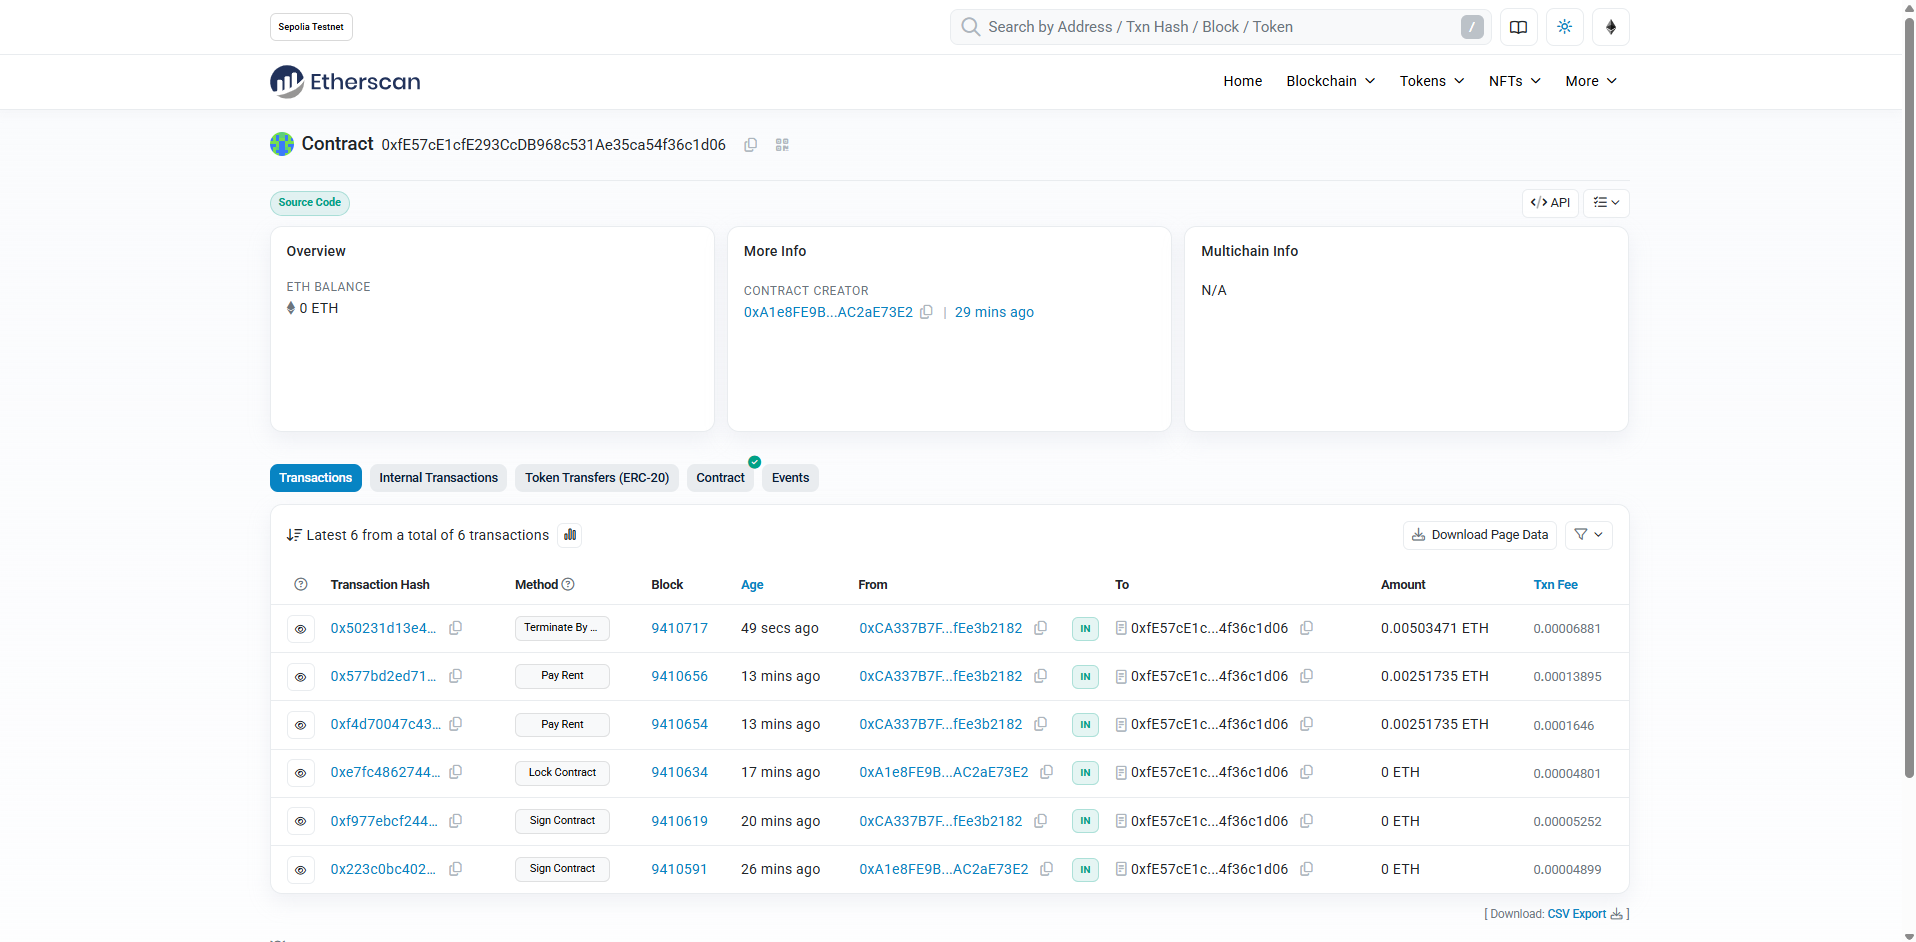 Sepolia Testnet
Search by Address / Txn Hash / Block / Token /
Etherscan
Home Blockchain Tokens NFTs More
Contract 0xfE57cE1cfE293CcDB968c531Ae35ca54f36c1d06
Source Code
</> API
Overview
ETH BALANCE
0 ETH
More Info
CONTRACT CREATOR
0xA1e8FE9B...AC2aE73E2 | 29 mins ago
Multichain Info
N/A
Transactions Internal Transactions Token Transfers (ERC-20) Contract Events
Latest 6 from a total of 6 transactions
Download Page Data
? Transaction Hash Method ? Block Age From To Amount Txn Fee
0x50231d13e4... Terminate By ... 9410717 49 secs ago 0xCA337B7F...fEe3b2182 IN 0xfE57cE1c...4f36c1d06 0.00503471 ETH 0.00006881
0x577bd2ed71... Pay Rent 9410656 13 mins ago 0xCA337B7F...fEe3b2182 IN 0xfE57cE1c...4f36c1d06 0.00251735 ETH 0.00013895
0xf4d70047c43... Pay Rent 9410654 13 mins ago 0xCA337B7F...fEe3b2182 IN 0xfE57cE1c...4f36c1d06 0.00251735 ETH 0.0001646
0xe7fc4862744... Lock Contract 9410634 17 mins ago 0xA1e8FE9B...AC2aE73E2 IN 0xfE57cE1c...4f36c1d06 0 ETH 0.00004801
0xf977ebcf244... Sign Contract 9410619 20 mins ago 0xCA337B7F...fEe3b2182 IN 0xfE57cE1c...4f36c1d06 0 ETH 0.00005252
0x223c0bc402... Sign Contract 9410591 26 mins ago 0xA1e8FE9B...AC2aE73E2 IN 0xfE57cE1c...4f36c1d06 0 ETH 0.00004899
[ Download: CSV Export ]